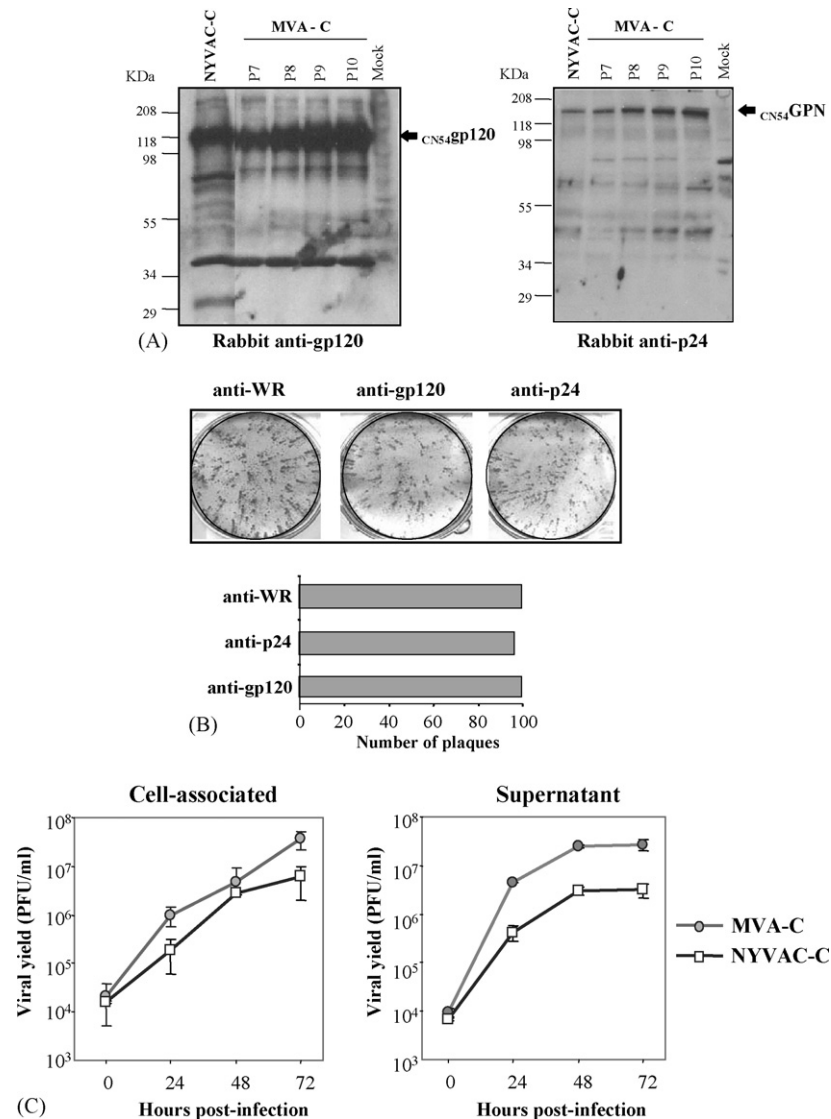 NYVAC-C
MVA - C
P7
P8
P9
P10
Mock
KDa
208
118
98
55
34
29
CN54gp120
(A)
Rabbit anti-gp120
NYVAC-C
MVA - C
P7
P8
P9
P10
Mock
KDa
208
118
98
55
34
29
CN54GPN
Rabbit anti-p24
anti-WR
anti-gp120
anti-p24
anti-WR
anti-p24
anti-gp120
0 20 40 60 80 100
(B)
Number of plaques
Cell-associated
Viral yield (PFU/ml)
10⁸
10⁷
10⁶
10⁵
10⁴
10³
0 24 48 72
(C)
Hours post-infection
Supernatant
Viral yield (PFU/ml)
10⁸
10⁷
10⁶
10⁵
10⁴
10³
0 24 48 72
Hours post-infection
MVA-C
NYVAC-C